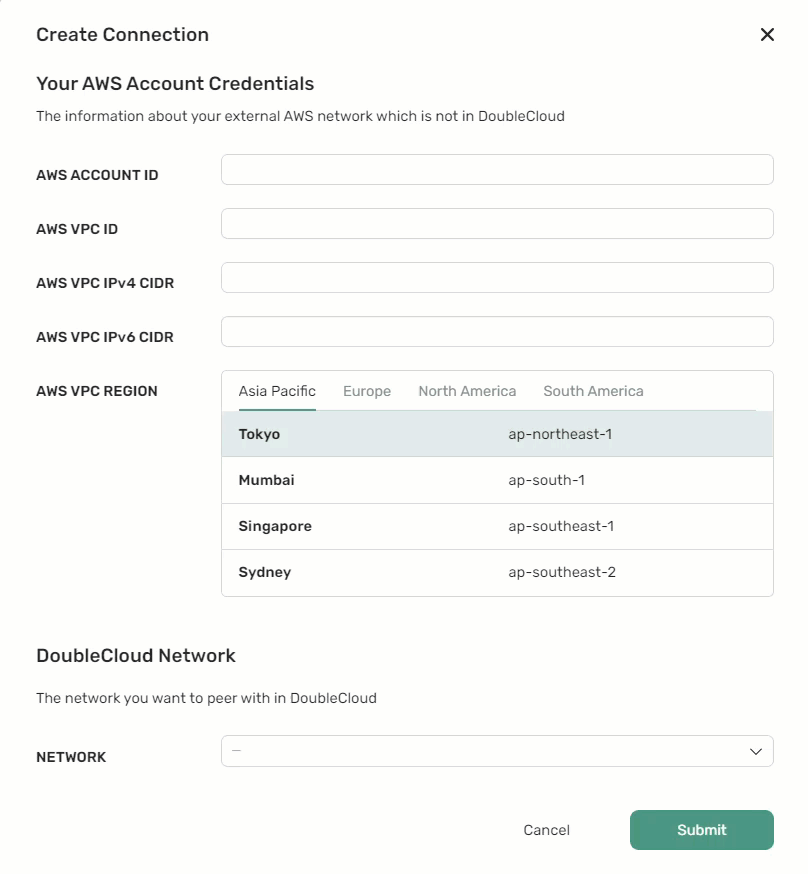 Create Connection
Your AWS Account Credentials
The information about your external AWS network which is not in DoubleCloud
AWS ACCOUNT ID
AWS VPC ID
AWS VPC IPv4 CIDR
AWS VPC IPv6 CIDR
AWS VPC REGION
Asia Pacific Europe North America South America
Tokyo ap-northeast-1
Mumbai ap-south-1
Singapore ap-southeast-1
Sydney ap-southeast-2
DoubleCloud Network
The network you want to peer with in DoubleCloud
NETWORK —
Cancel Submit